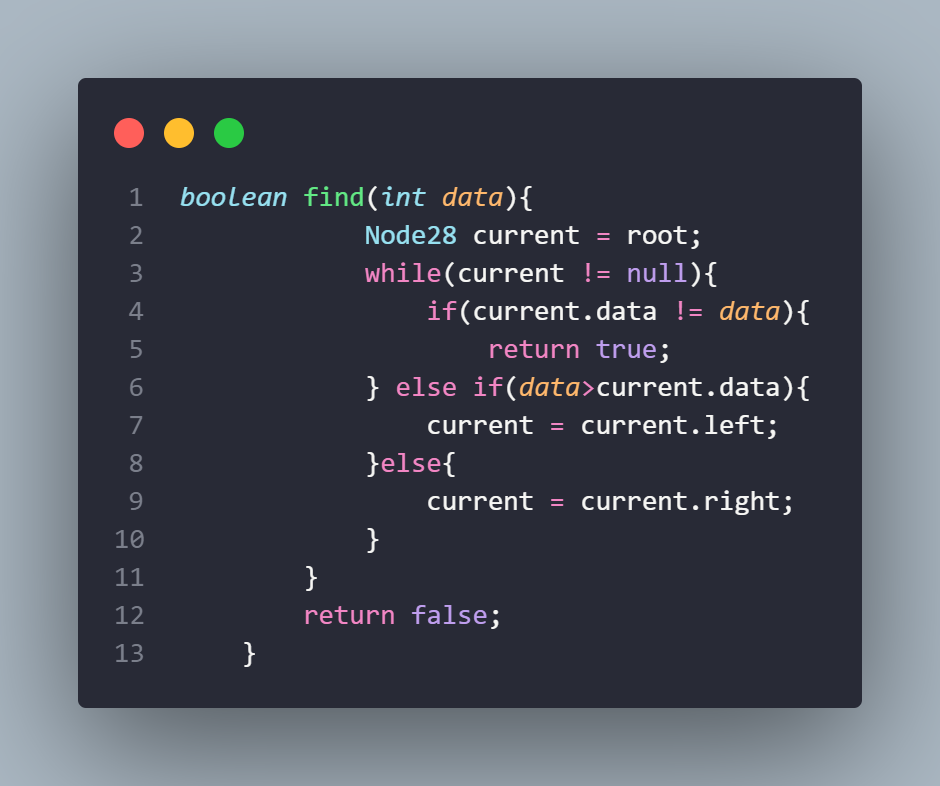 1 boolean find(int data){
2 Node28 current = root;
3 while(current != null){
4 if(current.data != data){
5 return true;
6 } else if(data>current.data){
7 current = current.left;
8 }else{
9 current = current.right;
10 }
11 }
12 return false;
13 }